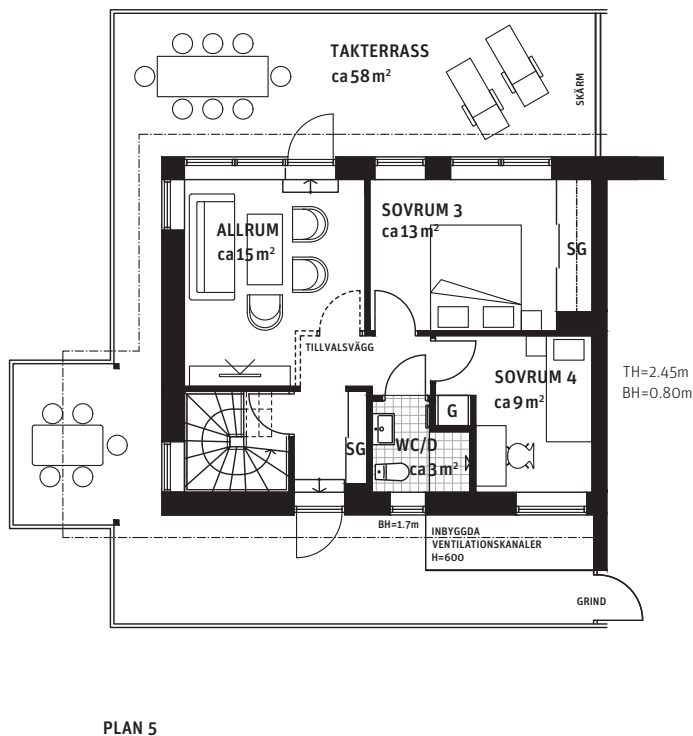 TAKTERRASS
ca 58 m²
SKÄRM
ALLRUM
ca 15 m²
SOVRUM 3
ca 13 m²
SG
TILLVALSVÄGG
SOVRUM 4
ca 9 m²
TH=2.45m
BH=0.80m
G
SG
WC/D
ca 3 m²
BH=1.7m
INBYGGDA
VENTILATIONSKANALER
H=600
GRIND
PLAN 5